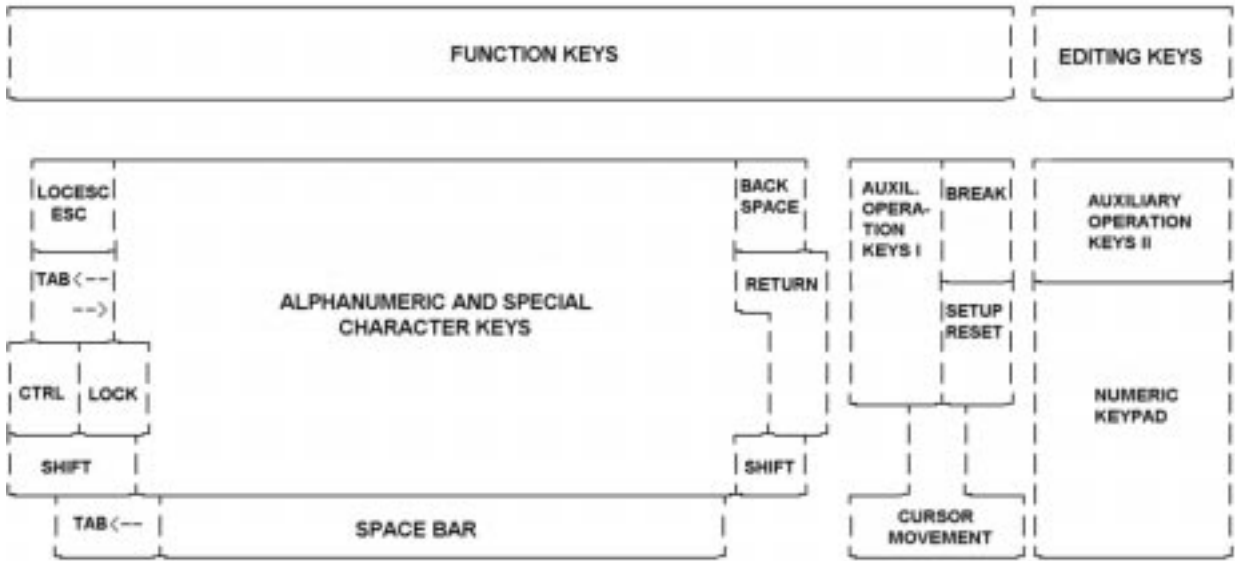 FUNCTION KEYS
EDITING KEYS
LOCESC
ESC
BACK
SPACE
AUXIL.
OPERA-
TION
KEYS I
BREAK
AUXILIARY
OPERATION
KEYS II
TAB<--
-->
ALPHANUMERIC AND SPECIAL
CHARACTER KEYS
RETURN
SETUP
RESET
CTRL
LOCK
NUMERIC
KEYPAD
SHIFT
SHIFT
TAB<--
SPACE BAR
CURSOR
MOVEMENT